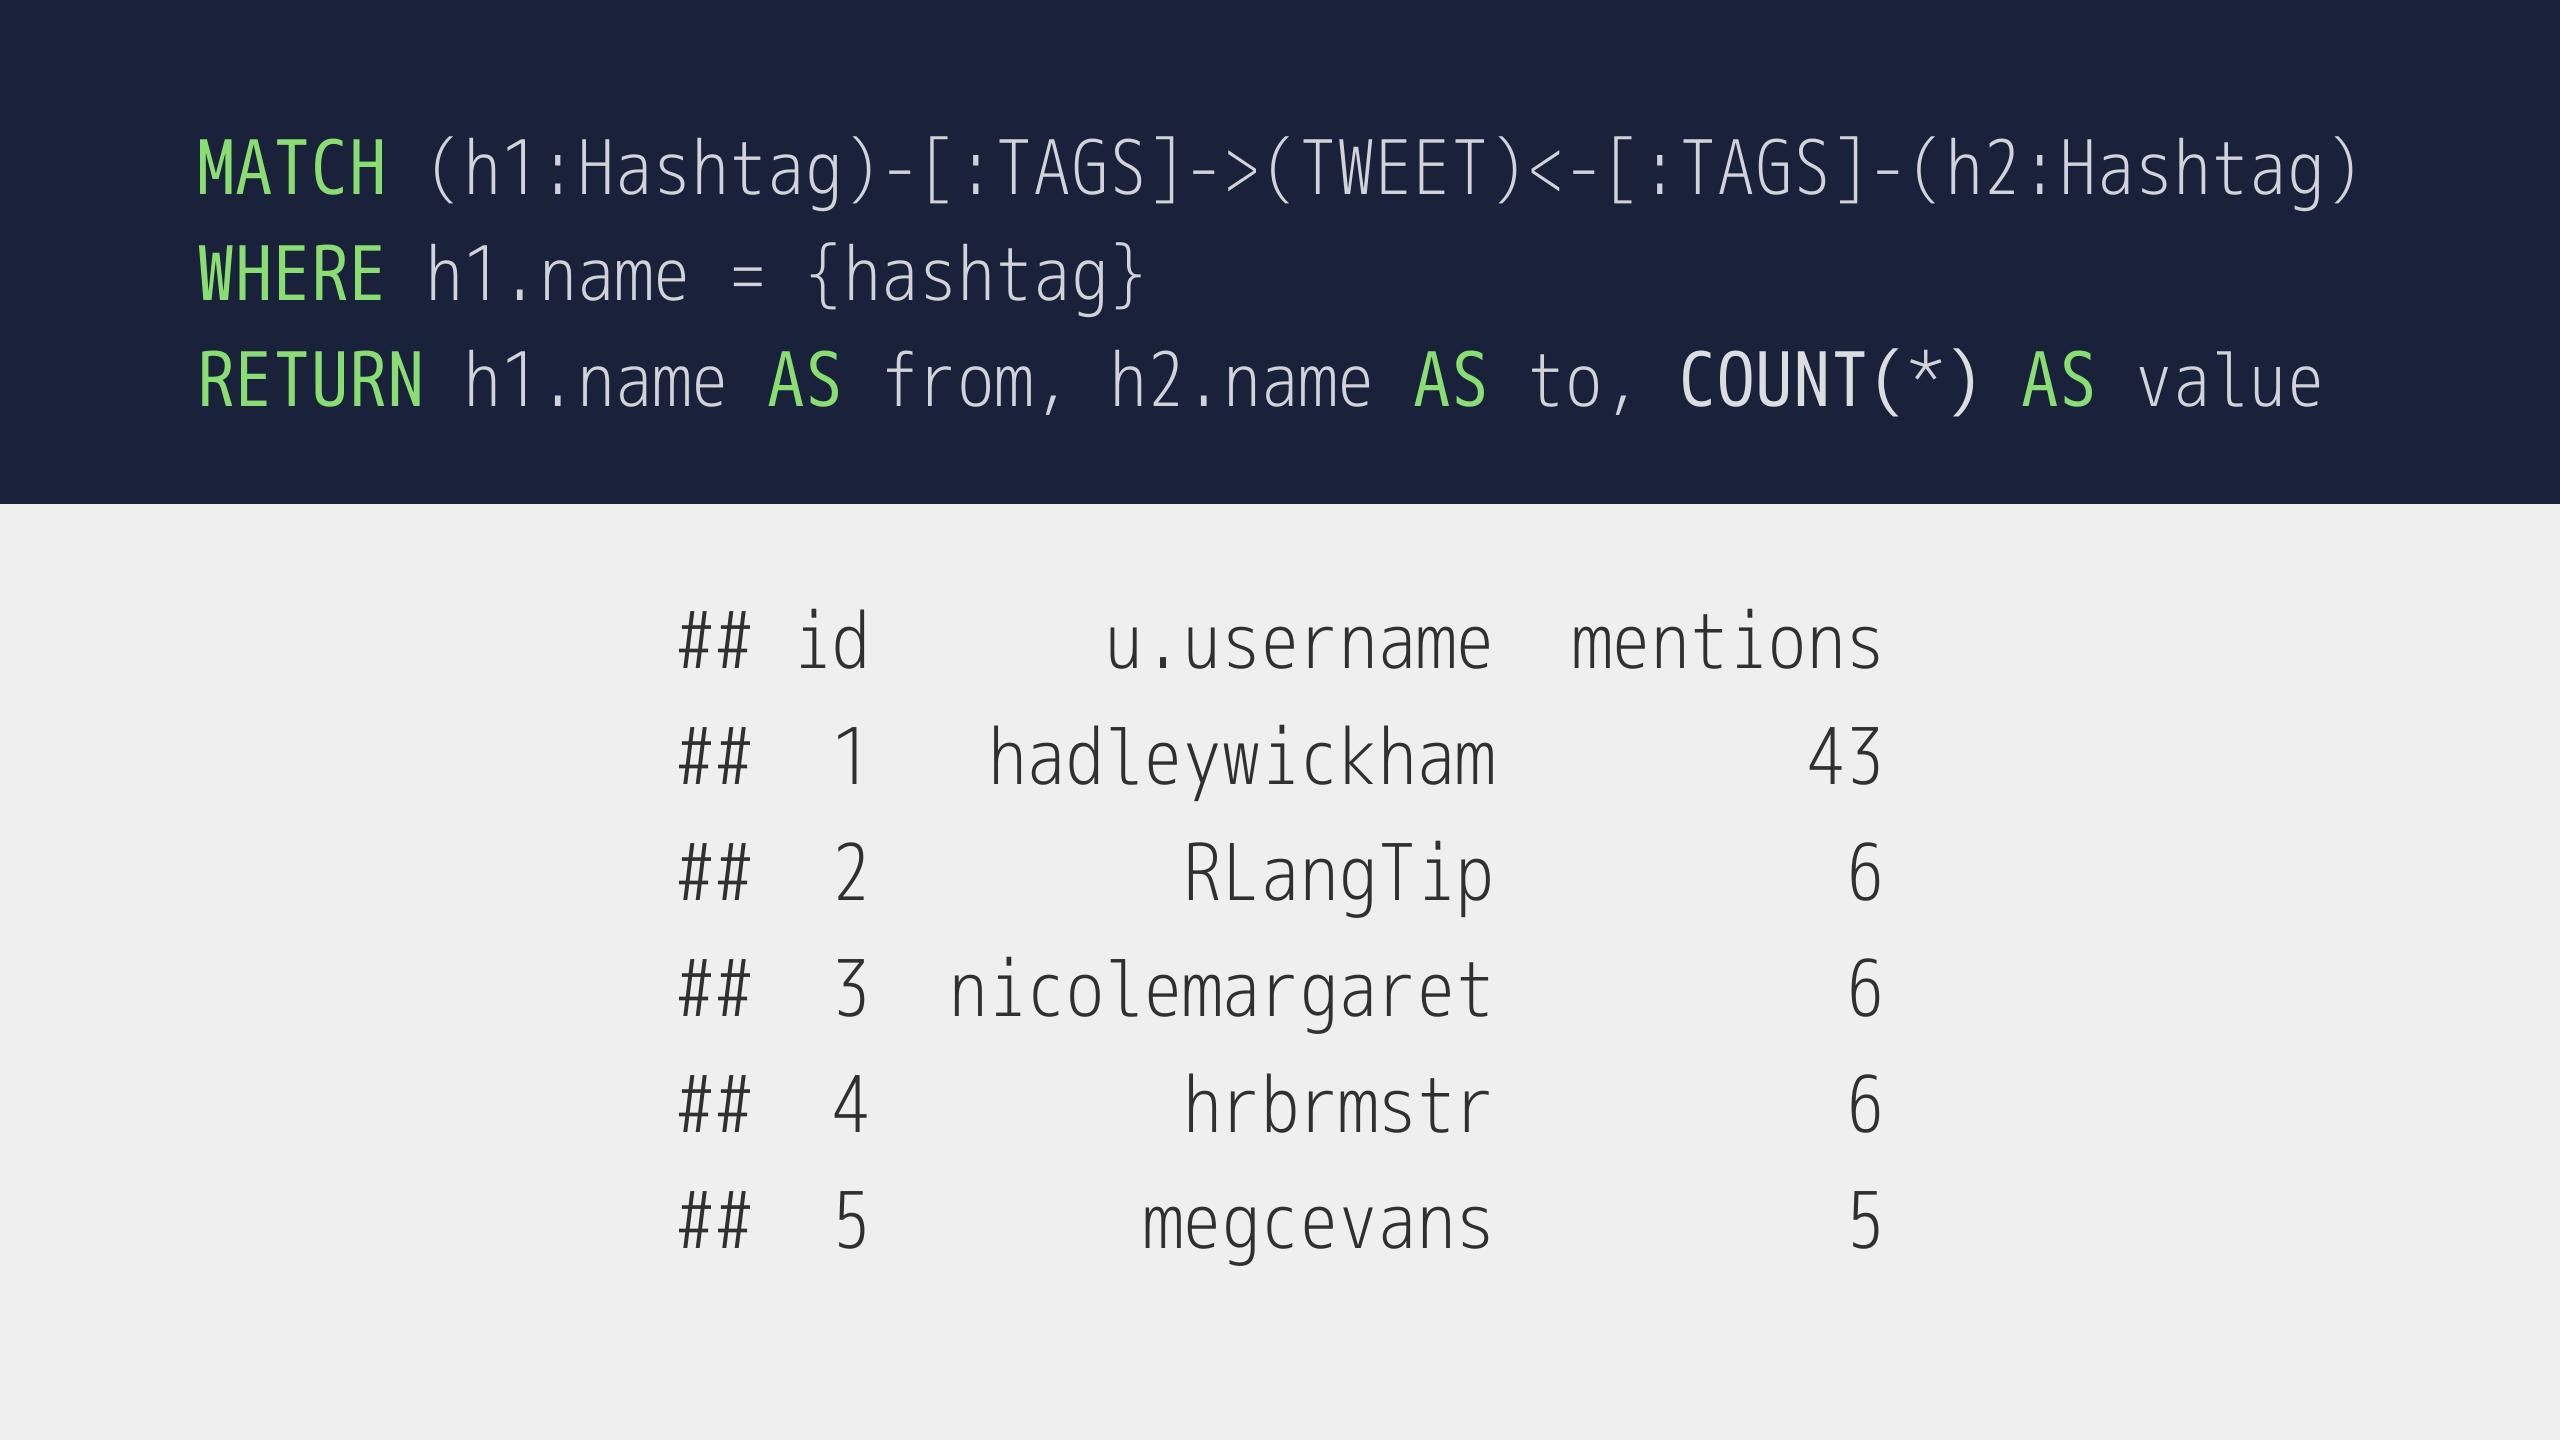 MATCH (h1:Hashtag)-[:TAGS]->(TWEET)<-[:TAGS]-(h2:Hashtag)
WHERE h1.name = {hashtag}
RETURN h1.name AS from, h2.name AS to, COUNT(*) AS value
## id u.username mentions
## 1 hadleywickham 43
## 2 RLangTip 6
## 3 nicolemargaret 6
## 4 hrbrmstr 6
## 5 megcevans 5